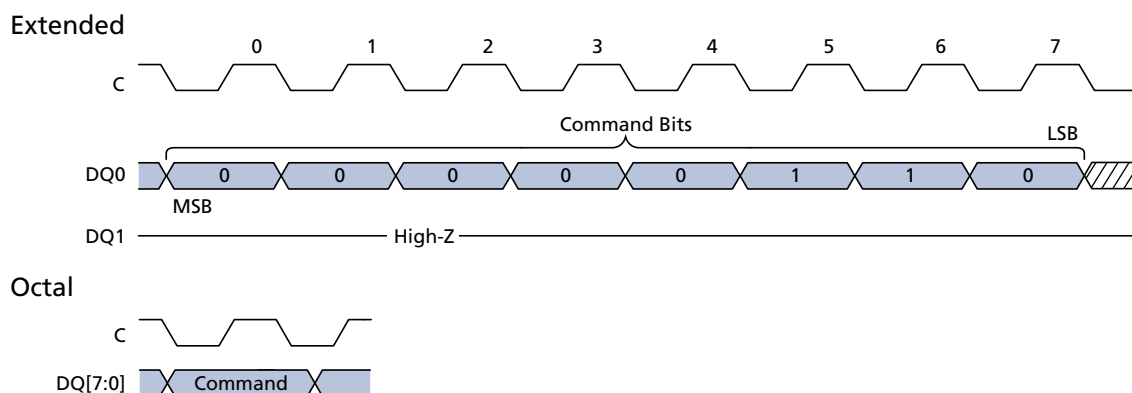 Extended
0 1 2 3 4 5 6 7
C
Command Bits
LSB
DQ0 0 0 0 0 0 1 1 0
MSB
DQ1 High-Z
Octal
C
DQ[7:0] Command